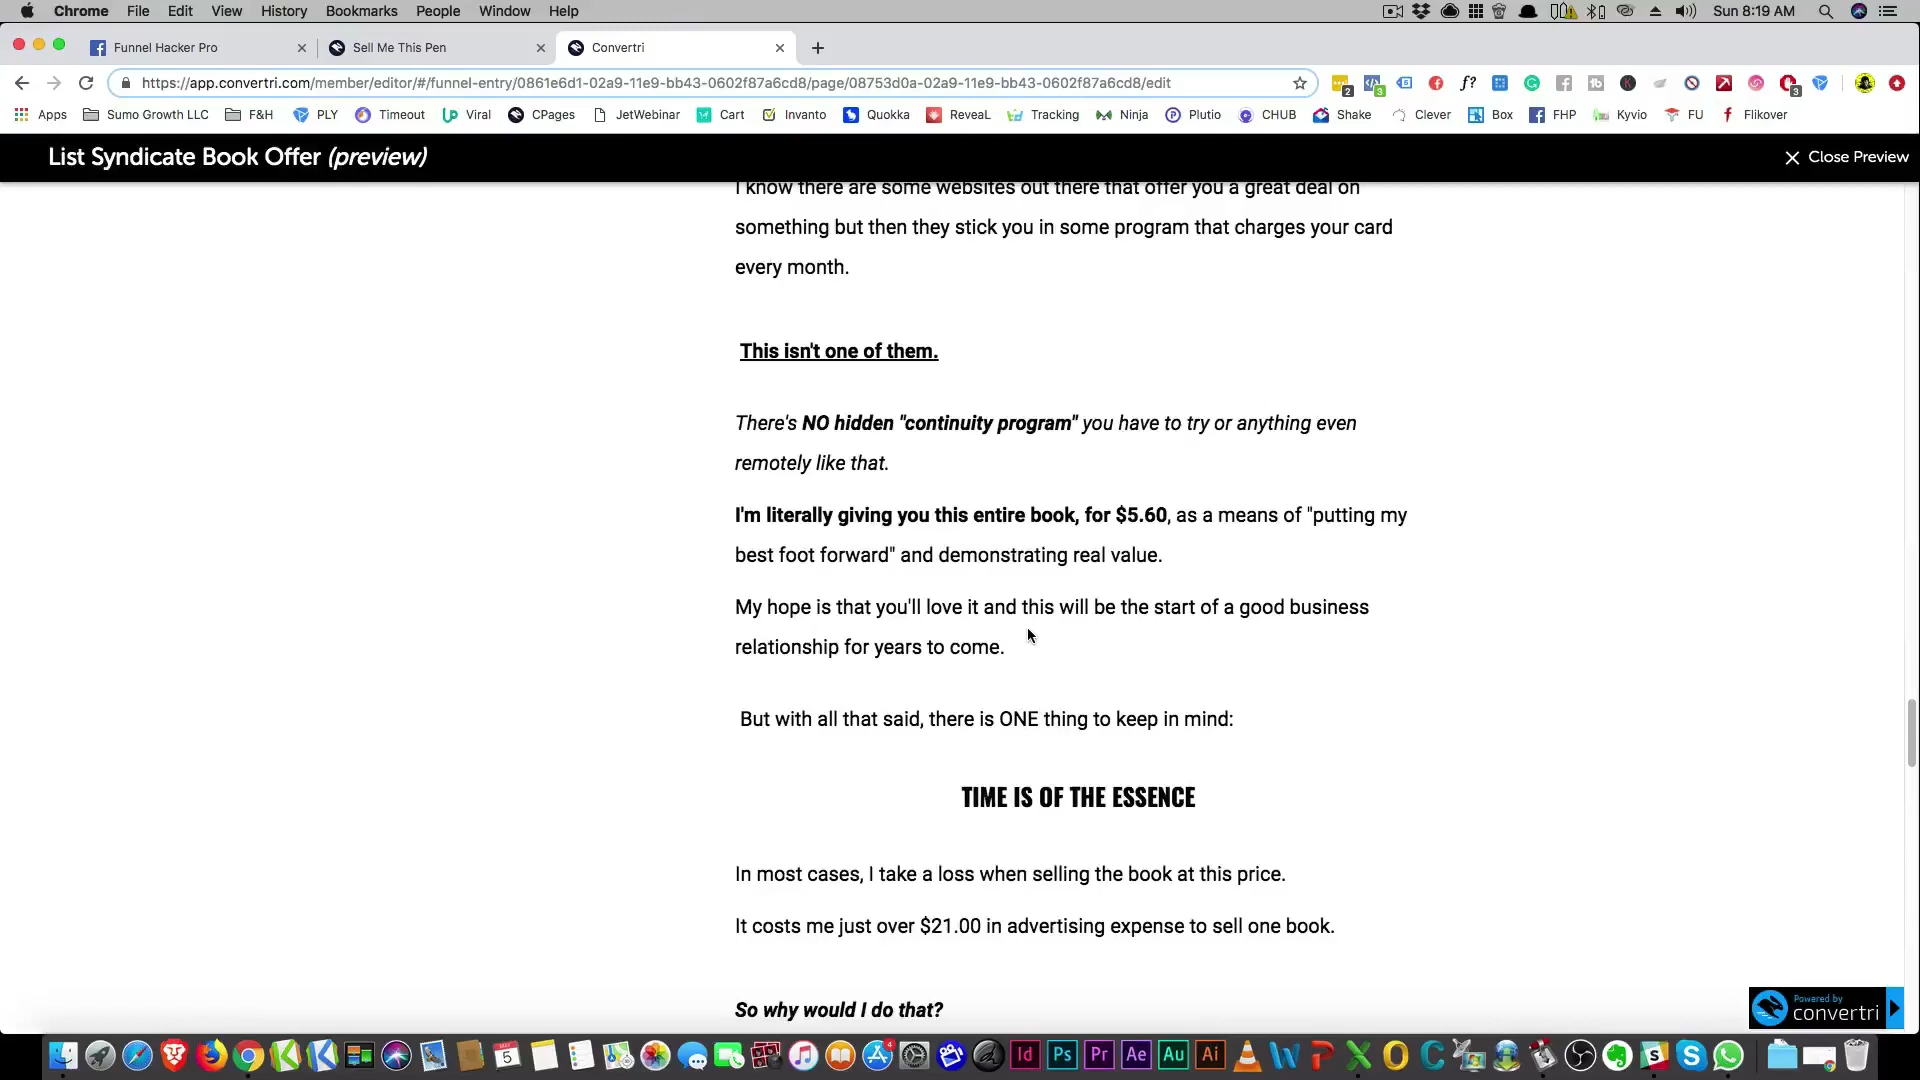 Chrome File Edit View History Bookmarks People Window Help
Sun 8:19 AM
Funnel Hacker Pro
Sell Me This Pen
Convertri
https://app.convertri.com/member/editor/#/funnel-entry/0861e6d1-02a9-11e9-bb43-0602f87a6cd8/page/08753d0a-02a9-11e9-bb43-0602f87a6cd8/edit
Apps Sumo Growth LLC F&H PLY Timeout Viral CPages JetWebinar Cart Invanto Quokka ReveaL Tracking Ninja Plutio CHUB Shake Clever Box FHP Kyvio FU Flikover
List Syndicate Book Offer (preview)
Close Preview
I know there are some websites out there that offer you a great deal on
something but then they stick you in some program that charges your card
every month.
This isn't one of them.
There's NO hidden "continuity program" you have to try or anything even
remotely like that.
I'm literally giving you this entire book, for $5.60, as a means of "putting my
best foot forward" and demonstrating real value.
My hope is that you'll love it and this will be the start of a good business
relationship for years to come.
But with all that said, there is ONE thing to keep in mind:
TIME IS OF THE ESSENCE
In most cases, I take a loss when selling the book at this price.
It costs me just over $21.00 in advertising expense to sell one book.
So why would I do that?
Powered by
convertri
Id Ps Pr Ae Au Ai